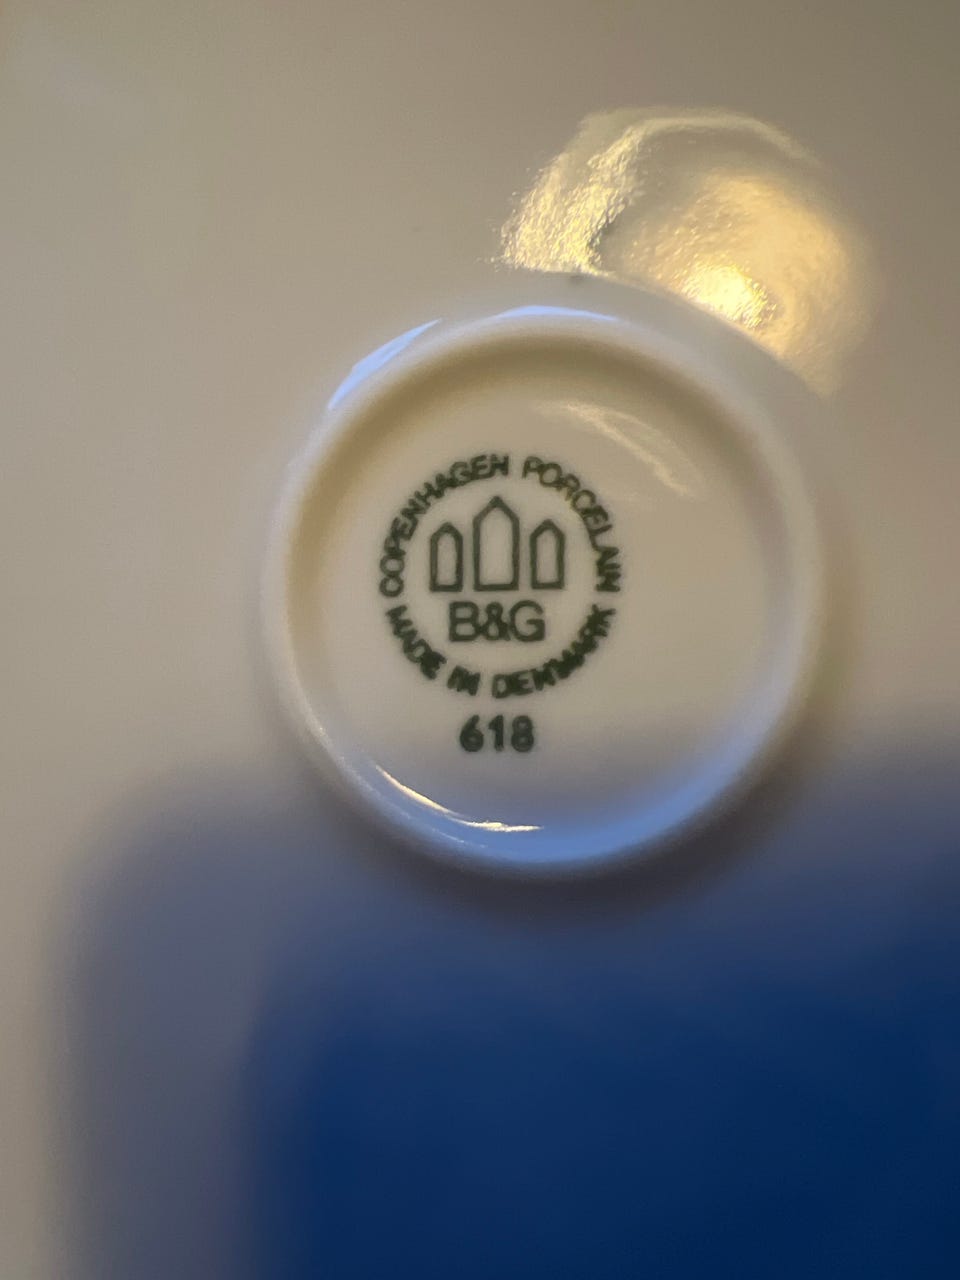 COPENHAGEN PORCELAIN
B&G
MADE IN DENMARK
618